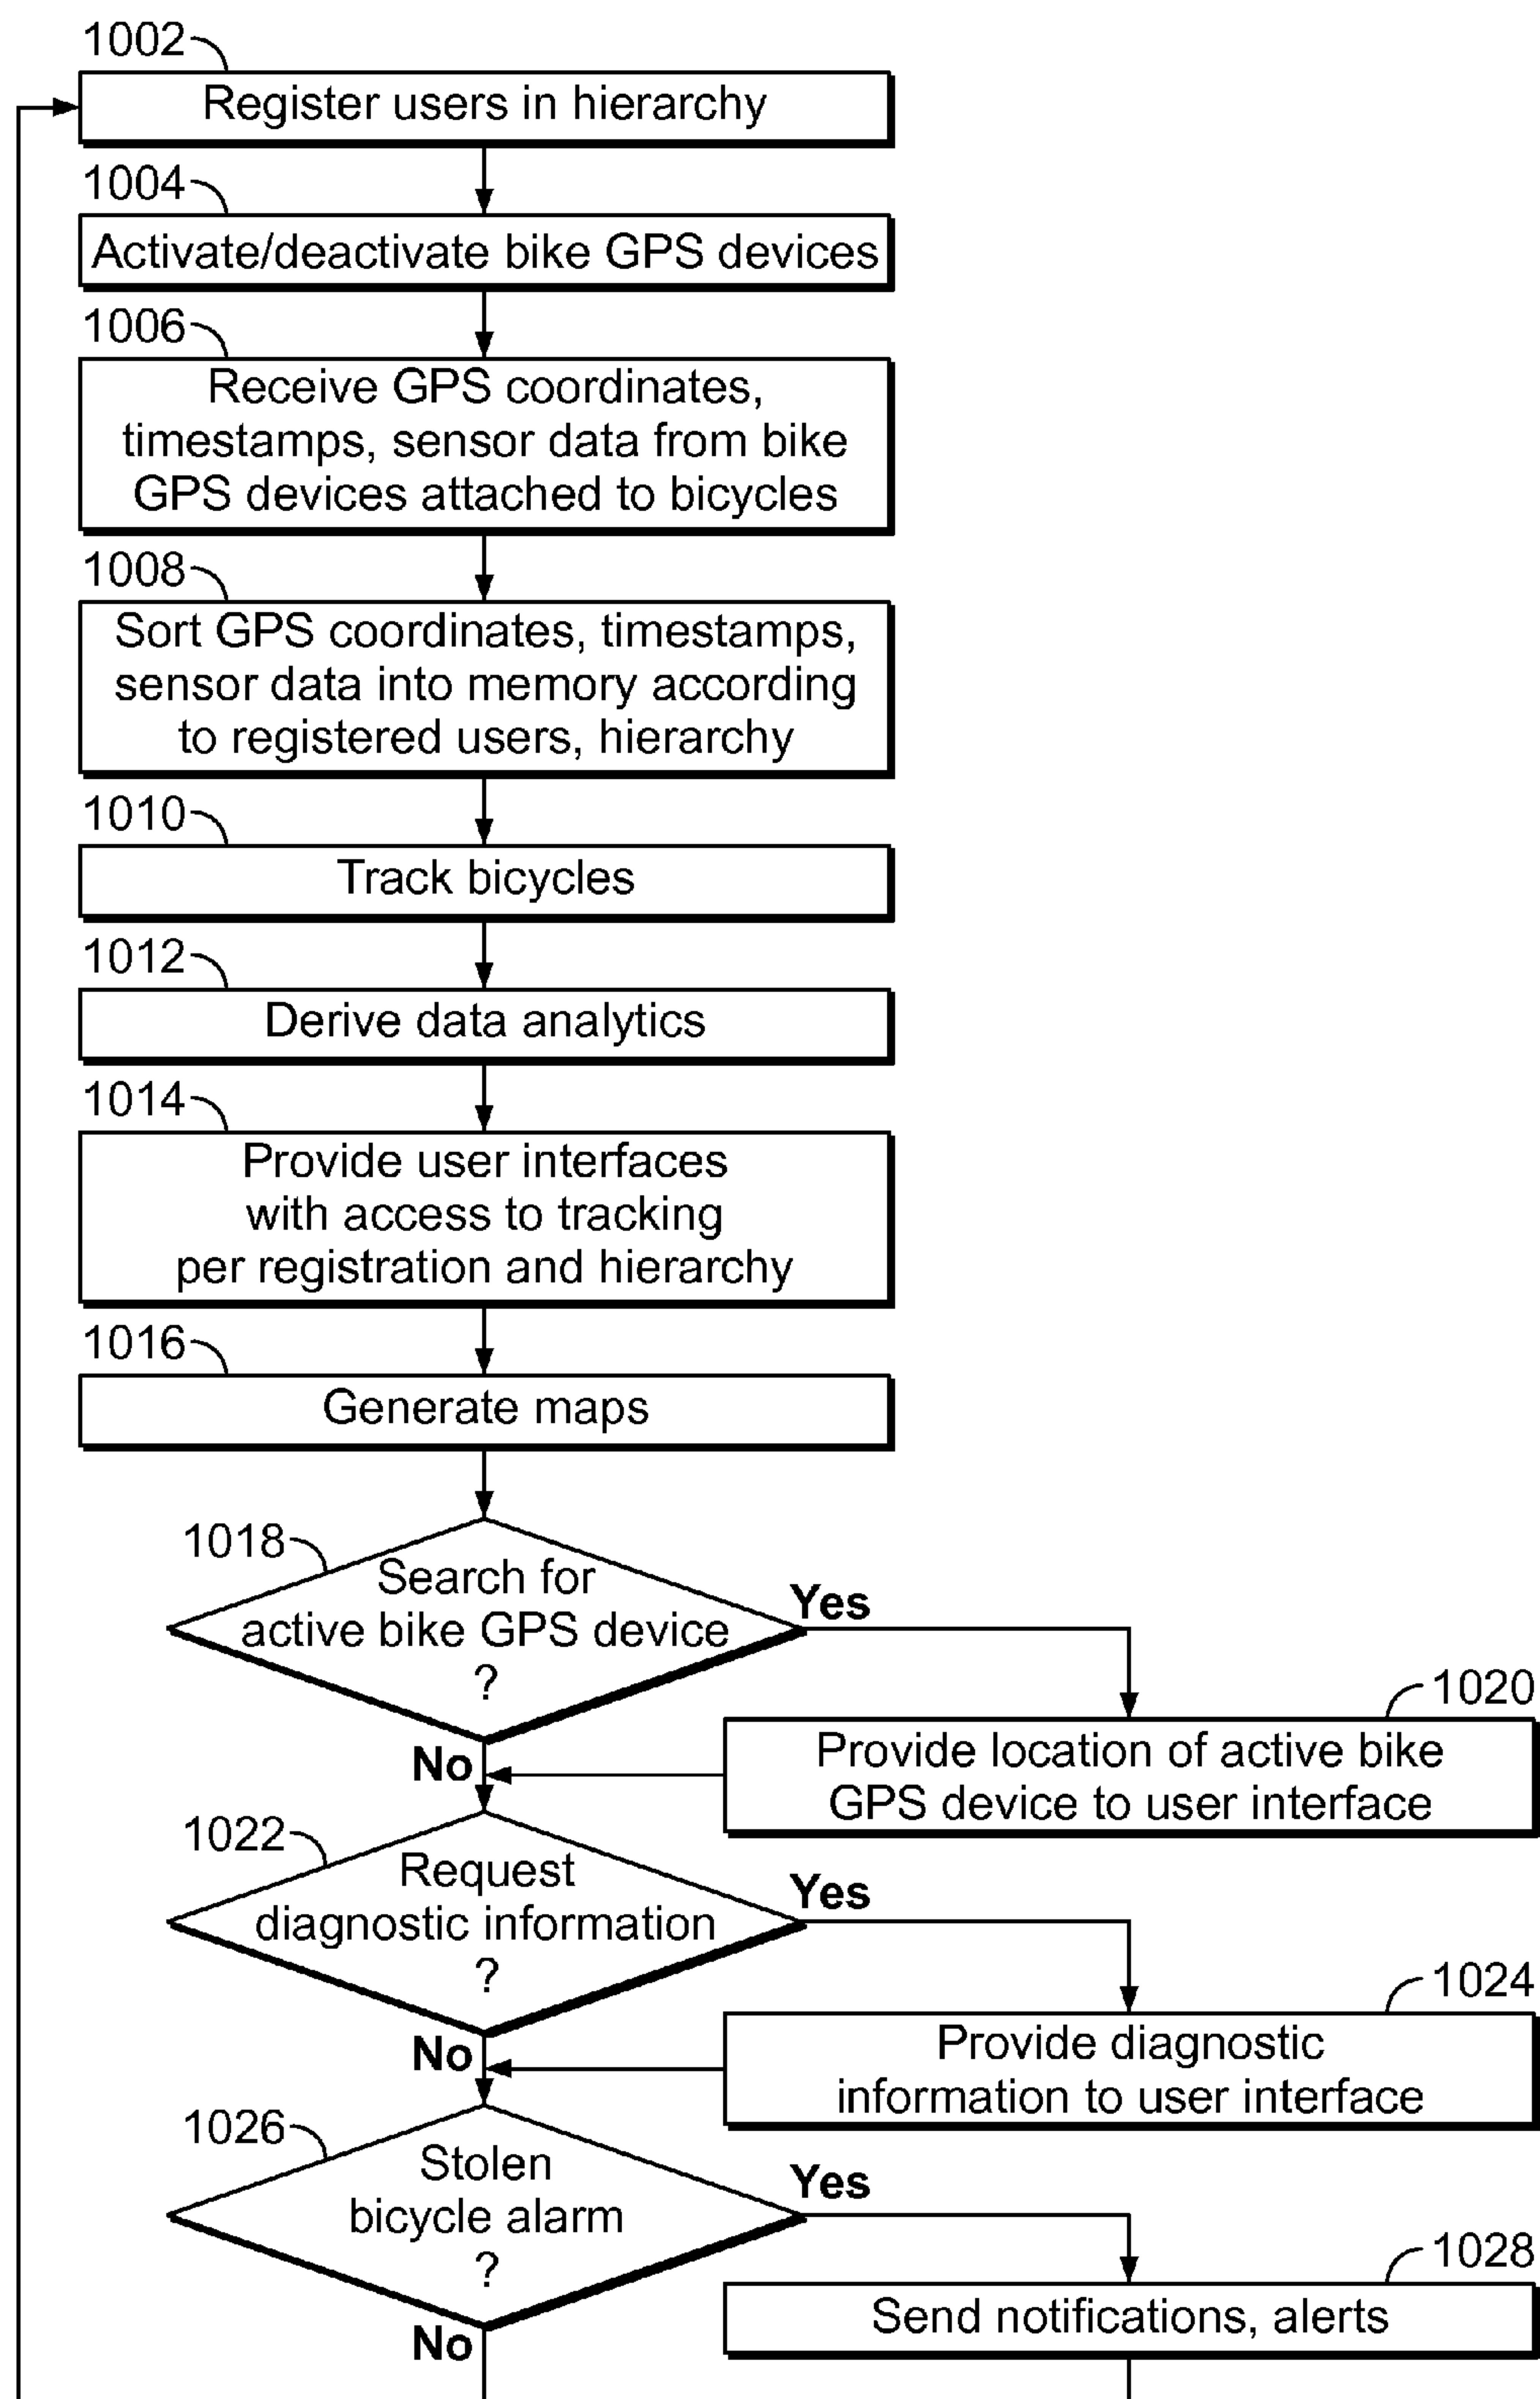 1002
Register users in hierarchy
1004
Activate/deactivate bike GPS devices
1006
Receive GPS coordinates,
timestamps, sensor data from bike
GPS devices attached to bicycles
1008
Sort GPS coordinates, timestamps,
sensor data into memory according
to registered users, hierarchy
1010
Track bicycles
1012
Derive data analytics
1014
Provide user interfaces
with access to tracking
per registration and hierarchy
1016
Generate maps
1018
Search for
active bike GPS device
?
Yes
1020
Provide location of active bike
GPS device to user interface
No
1022
Request
diagnostic information
?
Yes
1024
Provide diagnostic
information to user interface
No
1026
Stolen
bicycle alarm
?
Yes
1028
Send notifications, alerts
No